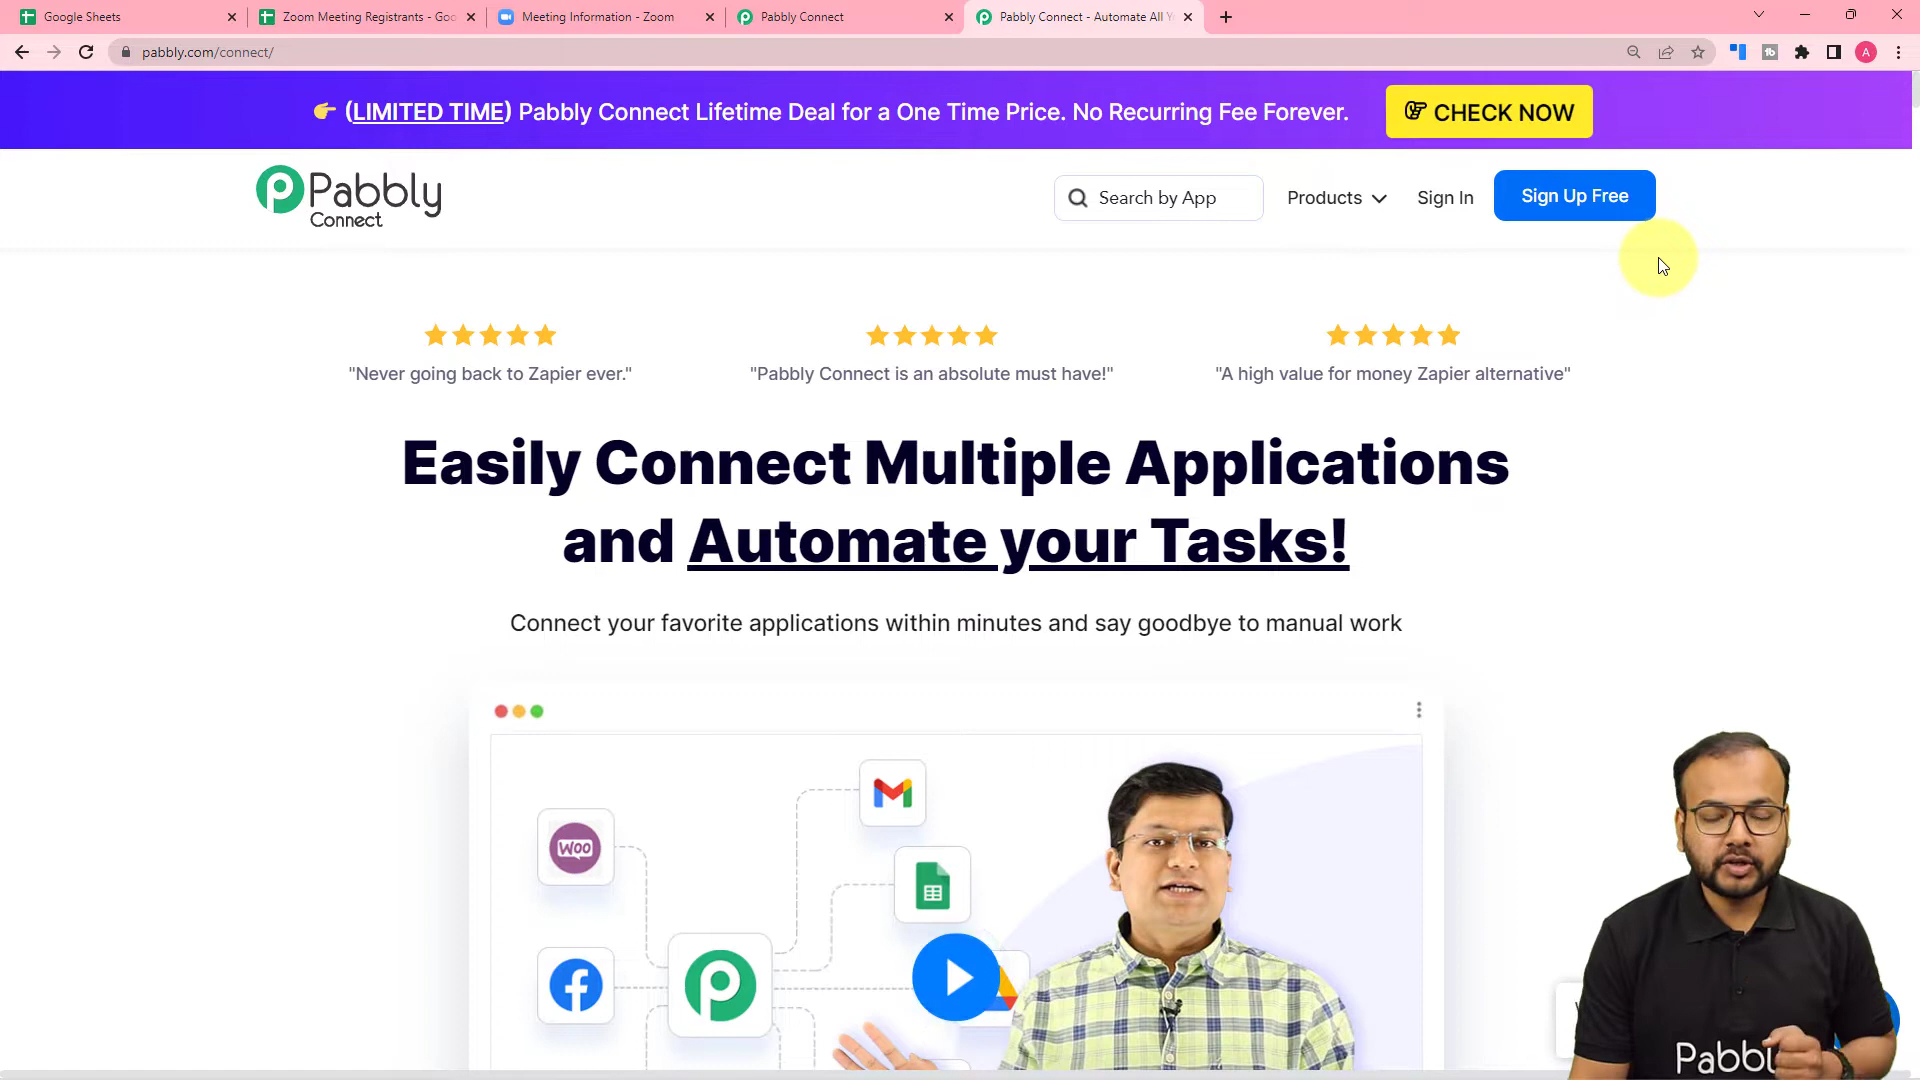 Google Sheets
Zoom Meeting Registrants - Goo
Meeting Information - Zoom
Pabbly Connect
Pabbly Connect - Automate All Y
pabbly.com/connect/
A
(LIMITED TIME) Pabbly Connect Lifetime Deal for a One Time Price. No Recurring Fee Forever.
CHECK NOW
Pabbly
Connect
Search by App
Products
Sign In
Sign Up Free
"Never going back to Zapier ever."
"Pabbly Connect is an absolute must have!"
"A high value for money Zapier alternative"
Easily Connect Multiple Applications
and Automate your Tasks!
Connect your favorite applications within minutes and say goodbye to manual work
WOO